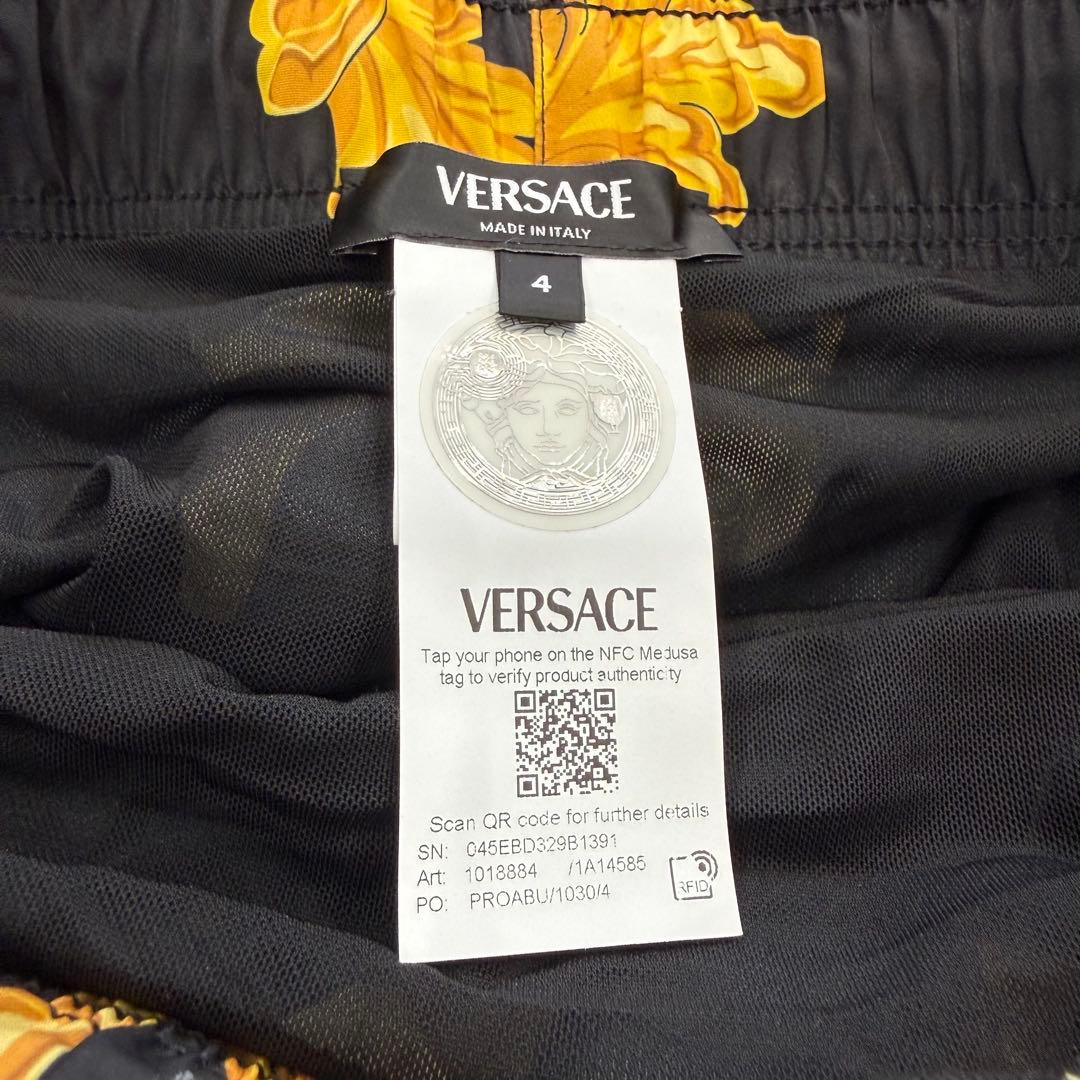 VERSACE
MADE IN ITALY
4
VERSACE
Tap your phone on the NFC Medusa
tag to verify product authenticity
Scan QR code for further details
SN: 045EBD329B1391
Art: 1018884 /1A14585
PO: PROABU/1030/4
RFID